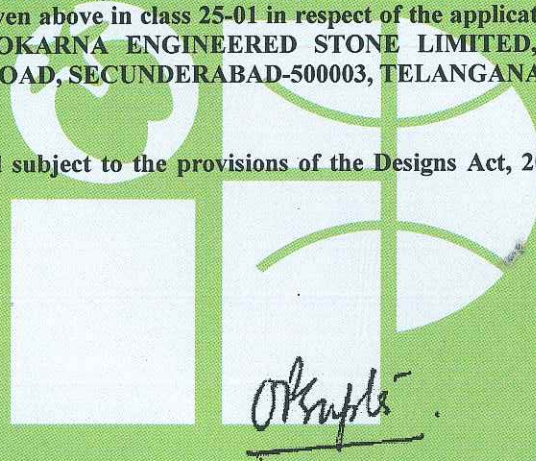 ven above in class 25-01 in respect of the applicat
OKARNA ENGINEERED STONE LIMITED,
OAD, SECUNDERABAD-500003, TELANGANA
l subject to the provisions of the Designs Act, 20